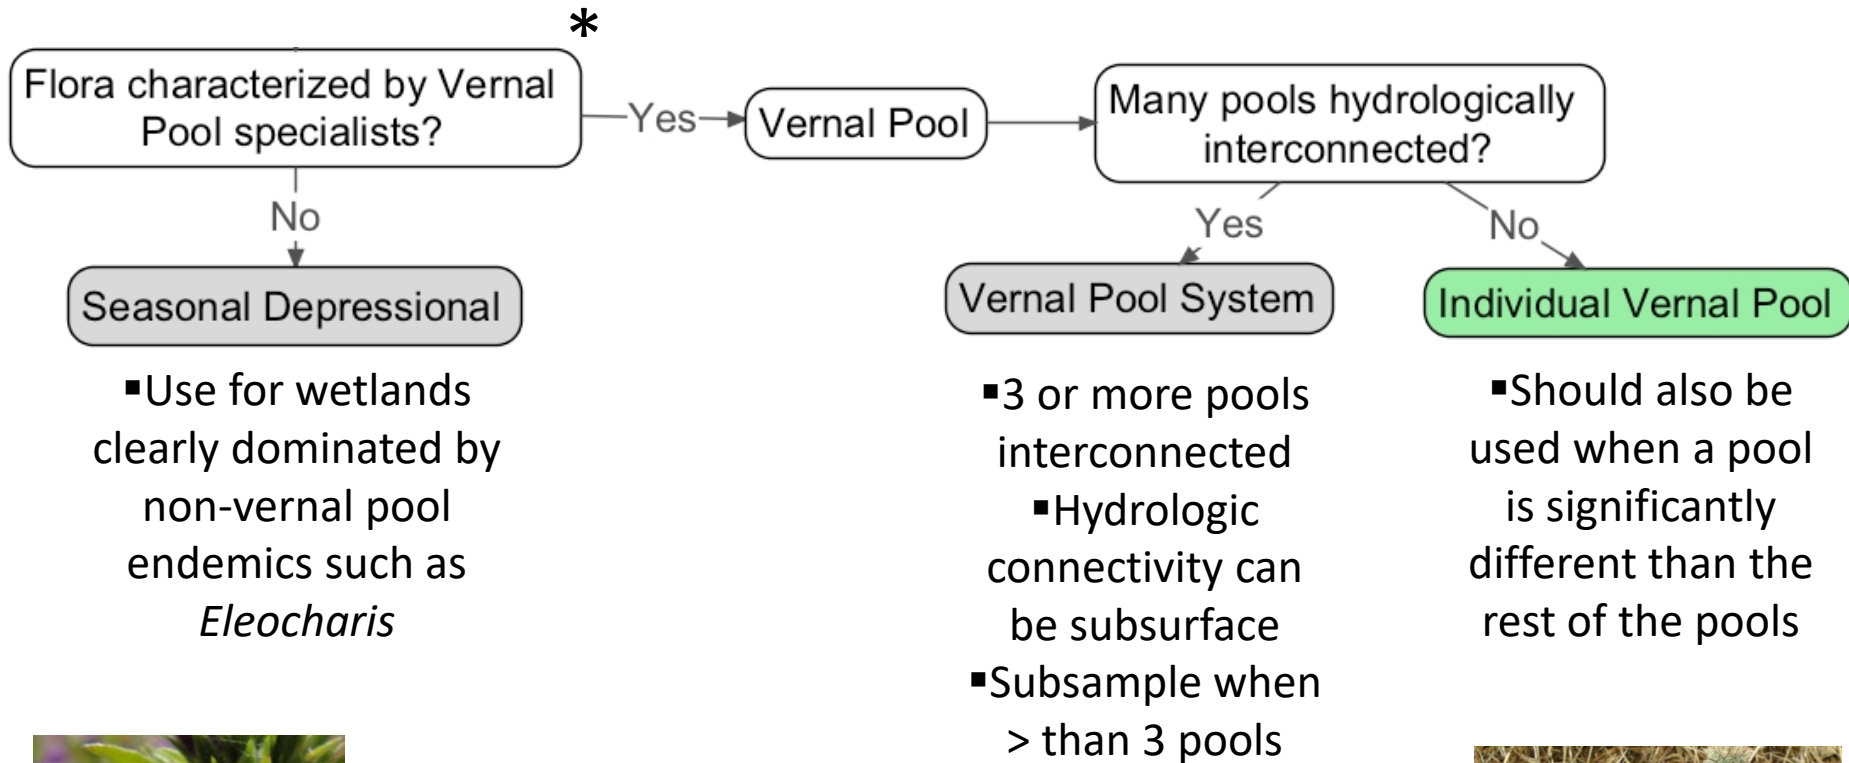 *
Flora characterized by Vernal
Pool specialists?
Yes
Vernal Pool
Many pools hydrologically
interconnected?
No
Yes
No
Seasonal Depressional
Vernal Pool System
Individual Vernal Pool
▪Use for wetlands
clearly dominated by
non-vernal pool
endemics such as
Eleocharis
▪3 or more pools
interconnected
▪Hydrologic
connectivity can
be subsurface
▪Subsample when
> than 3 pools
▪Should also be
used when a pool
is significantly
different than the
rest of the pools